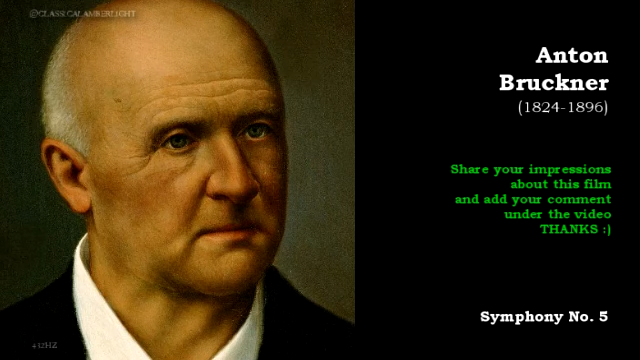 ©CLASSICALAMBERLIGHT
Anton
Bruckner
(1824-1896)
Share your impressions
about this film
and add your comment
under the video
THANKS :)
Symphony No. 5
432HZ